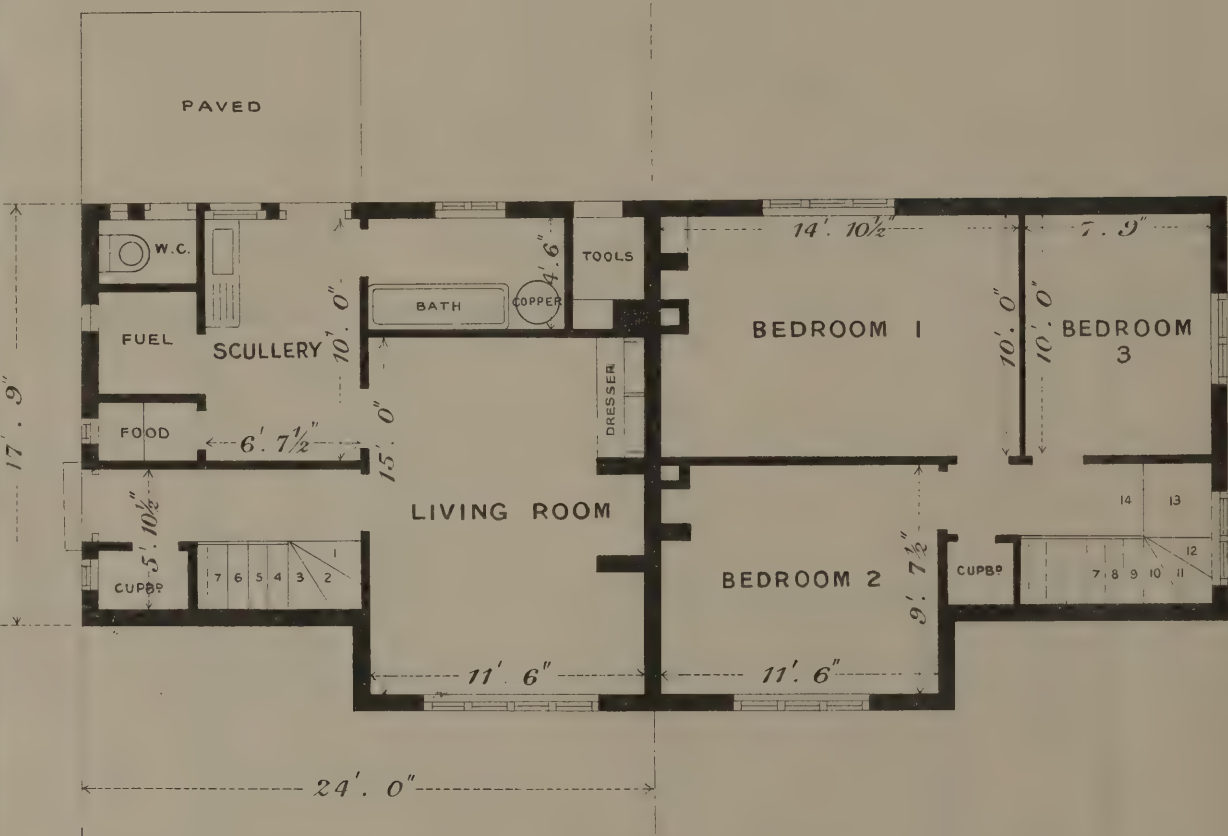 PAVED
W.C.
FUEL
SCULLERY
10'. 0"
FOOD
6'. 7½"
17'. 9"
4'. 6"
TOOLS
BATH
COPPER
DRESSER
15'. 0"
LIVING ROOM
5'. 10½"
CUPBD
7 6 5 4 3 2 1
11'. 6"
24'. 0"
14'. 10½"
7'. 9"
BEDROOM 1
10'. 0"
10'. 0"
BEDROOM
3
BEDROOM 2
9'. 7½"
11'. 6"
CUPBD
14 13
12
7 8 9 10 11